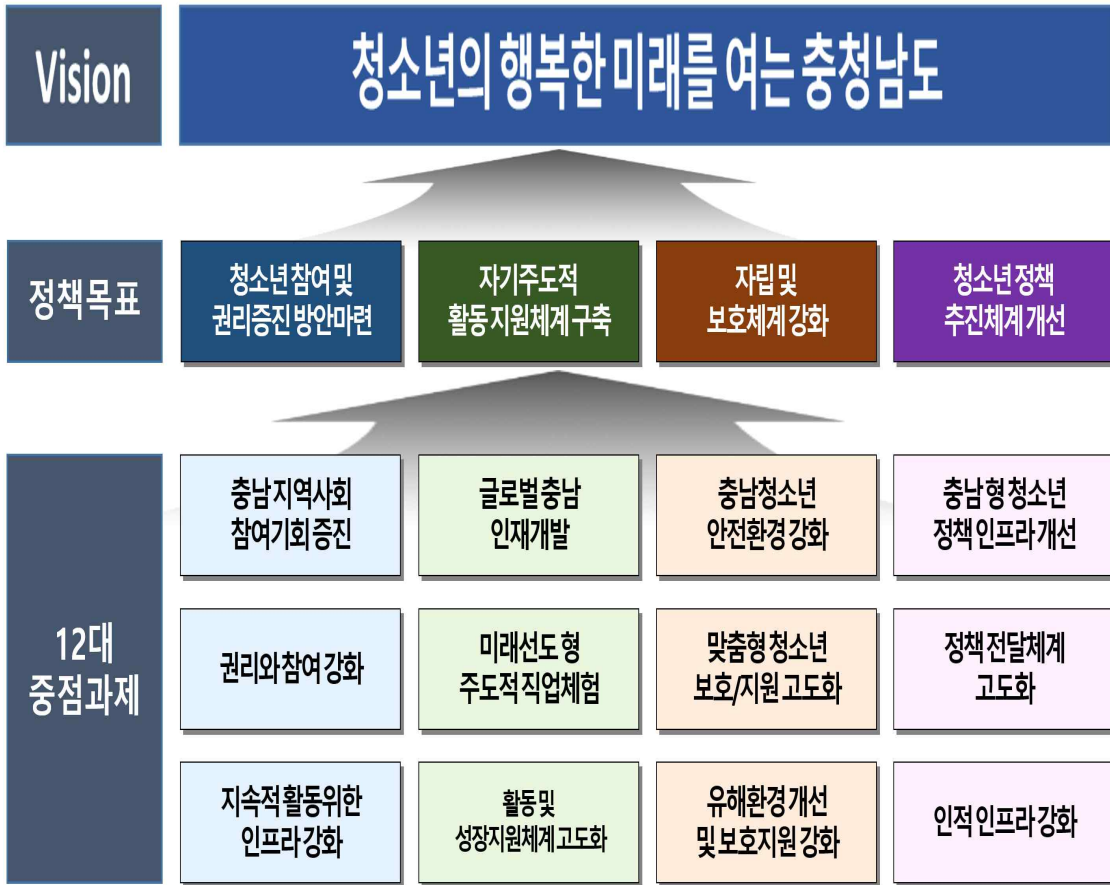 Vision
청소년의 행복한 미래를 여는 충청남도
정책목표
청소년 참여 및
권리증진 방안마련
자기주도적
활동 지원체계 구축
자립 및
보호체계 강화
청소년 정책
추진체계 개선
12대
중점과제
충남 지역사회
참여기회 증진
글로벌 충남
인재개발
충남청소년
안전환경 강화
충남 형 청소년
정책 인프라 개선
권리와 참여 강화
미래선도 형
주도적 직업체험
맞춤형 청소년
보호/지원 고도화
정책 전달체계
고도화
지속적 활동위한
인프라 강화
활동 및
성장지원체계 고도화
유해환경 개선
및 보호지원 강화
인적 인프라 강화